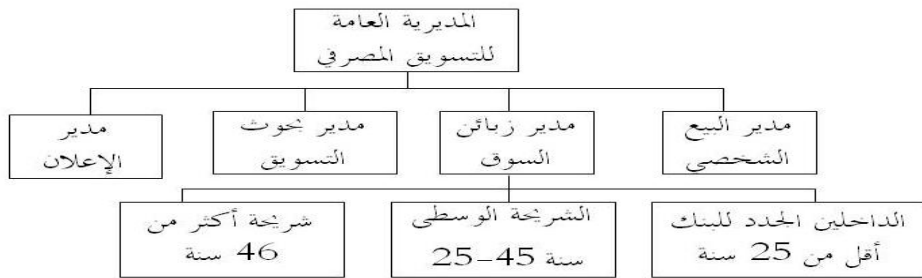 المديرية العامة
للتسويق المصرفي
مدير البيع
الشخصي
مدير زبائن
السوق
مدير بحوث
التسويق
مدير
الإعلان
الداخلين الجدد للبنك
أقل من 25 سنة
الشريحة الوسطى
25-45 سنة
شريحة أكثر من
46 سنة